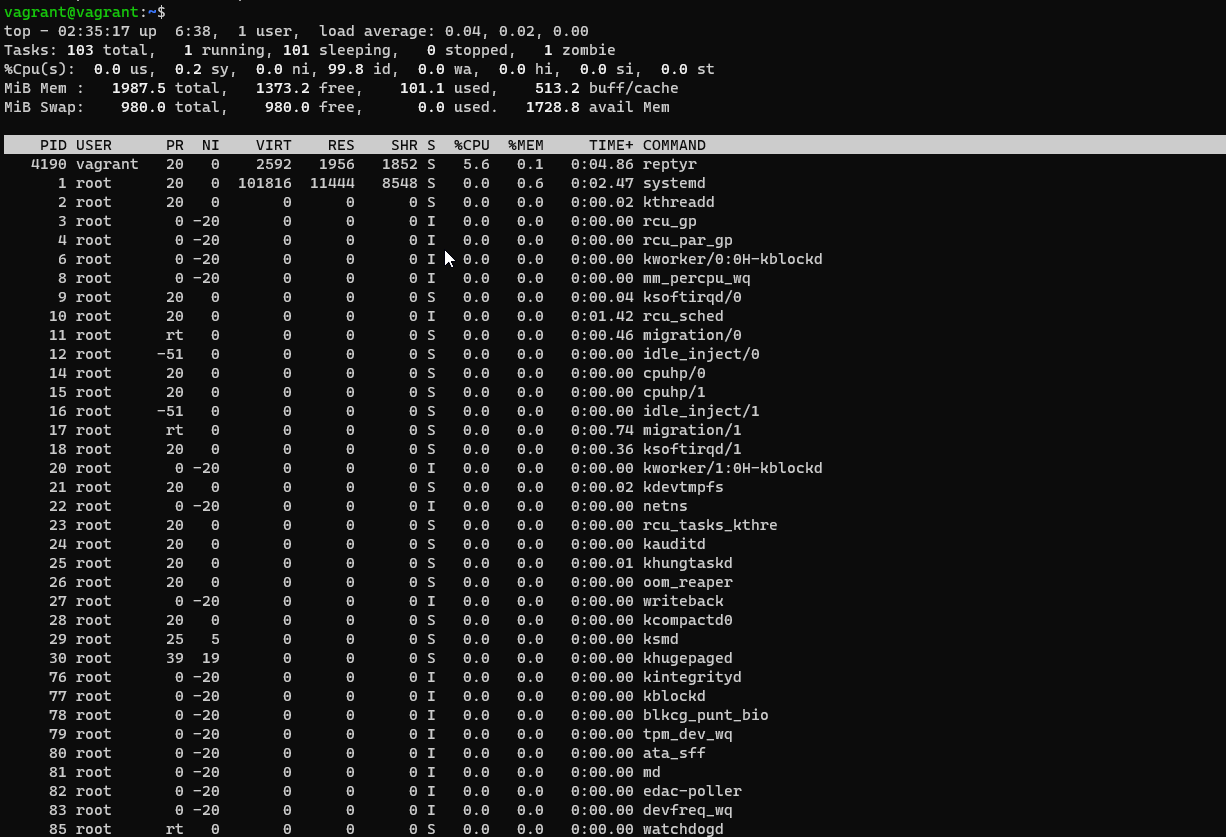 vagrant@vagrant:~$
top - 02:35:17 up  6:38,  1 user,  load average: 0.04, 0.02, 0.00
Tasks: 103 total,   1 running, 101 sleeping,   0 stopped,   1 zombie
%Cpu(s):  0.0 us,  0.2 sy,  0.0 ni, 99.8 id,  0.0 wa,  0.0 hi,  0.0 si,  0.0 st
MiB Mem :   1987.5 total,   1373.2 free,    101.1 used,    513.2 buff/cache
MiB Swap:    980.0 total,    980.0 free,      0.0 used.   1728.8 avail Mem
    PID USER      PR  NI    VIRT    RES    SHR S  %CPU  %MEM     TIME+ COMMAND
   4190 vagrant   20   0    2592   1956   1852 S   5.6   0.1   0:04.86 reptyr
      1 root      20   0  101816  11444   8548 S   0.0   0.6   0:02.47 systemd
      2 root      20   0       0      0      0 S   0.0   0.0   0:00.02 kthreadd
      3 root       0 -20       0      0      0 I   0.0   0.0   0:00.00 rcu_gp
      4 root       0 -20       0      0      0 I   0.0   0.0   0:00.00 rcu_par_gp
      6 root       0 -20       0      0      0 I   0.0   0.0   0:00.00 kworker/0:0H-kblockd
      8 root       0 -20       0      0      0 I   0.0   0.0   0:00.00 mm_percpu_wq
      9 root      20   0       0      0      0 S   0.0   0.0   0:00.04 ksoftirqd/0
     10 root      20   0       0      0      0 I   0.0   0.0   0:01.42 rcu_sched
     11 root      rt   0       0      0      0 S   0.0   0.0   0:00.46 migration/0
     12 root     -51   0       0      0      0 S   0.0   0.0   0:00.00 idle_inject/0
     14 root      20   0       0      0      0 S   0.0   0.0   0:00.00 cpuhp/0
     15 root      20   0       0      0      0 S   0.0   0.0   0:00.00 cpuhp/1
     16 root     -51   0       0      0      0 S   0.0   0.0   0:00.00 idle_inject/1
     17 root      rt   0       0      0      0 S   0.0   0.0   0:00.74 migration/1
     18 root      20   0       0      0      0 S   0.0   0.0   0:00.36 ksoftirqd/1
     20 root       0 -20       0      0      0 I   0.0   0.0   0:00.00 kworker/1:0H-kblockd
     21 root      20   0       0      0      0 S   0.0   0.0   0:00.02 kdevtmpfs
     22 root       0 -20       0      0      0 I   0.0   0.0   0:00.00 netns
     23 root      20   0       0      0      0 S   0.0   0.0   0:00.00 rcu_tasks_kthre
     24 root      20   0       0      0      0 S   0.0   0.0   0:00.00 kauditd
     25 root      20   0       0      0      0 S   0.0   0.0   0:00.01 khungtaskd
     26 root      20   0       0      0      0 S   0.0   0.0   0:00.00 oom_reaper
     27 root       0 -20       0      0      0 I   0.0   0.0   0:00.00 writeback
     28 root      20   0       0      0      0 S   0.0   0.0   0:00.00 kcompactd0
     29 root      25   5       0      0      0 S   0.0   0.0   0:00.00 ksmd
     30 root      39  19       0      0      0 S   0.0   0.0   0:00.00 khugepaged
     76 root       0 -20       0      0      0 I   0.0   0.0   0:00.00 kintegrityd
     77 root       0 -20       0      0      0 I   0.0   0.0   0:00.00 kblockd
     78 root       0 -20       0      0      0 I   0.0   0.0   0:00.00 blkcg_punt_bio
     79 root       0 -20       0      0      0 I   0.0   0.0   0:00.00 tpm_dev_wq
     80 root       0 -20       0      0      0 I   0.0   0.0   0:00.00 ata_sff
     81 root       0 -20       0      0      0 I   0.0   0.0   0:00.00 md
     82 root       0 -20       0      0      0 I   0.0   0.0   0:00.00 edac-poller
     83 root       0 -20       0      0      0 I   0.0   0.0   0:00.00 devfreq_wq
     85 root      rt   0       0      0      0 S   0.0   0.0   0:00.00 watchdogd